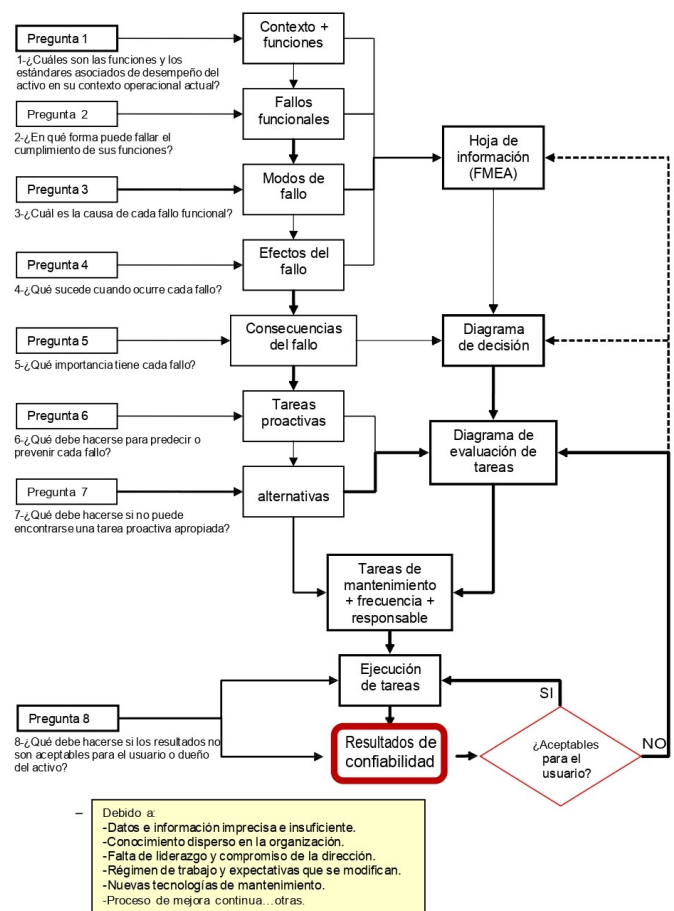 Pregunta 1
1-¿Cuáles son las funciones y los
estándares asociados de desempeño del
activo en su contexto operacional actual?
Contexto +
funciones
Pregunta 2
2-¿En qué forma puede fallar el
cumplimiento de sus funciones?
Fallos
funcionales
Pregunta 3
3-¿Cuál es la causa de cada fallo funcional?
Modos de
fallo
Hoja de
información
(FMEA)
Pregunta 4
4-¿Qué sucede cuando ocurre cada fallo?
Efectos del
fallo
Pregunta 5
5-¿Qué importancia tiene cada fallo?
Consecuencias
del fallo
Diagrama
de decisión
Pregunta 6
6-¿Qué debe hacerse para predecir o
prevenir cada fallo?
Tareas
proactivas
Diagrama de
evaluación de
tareas
Pregunta 7
7-¿Qué debe hacerse si no puede
encontrarse una tarea proactiva apropiada?
alternativas
Tareas de
mantenimiento
+ frecuencia +
responsable
Ejecución
de tareas
SI
Pregunta 8
8-¿Qué debe hacerse si los resultados no
son aceptables para el usuario o dueño
del activo?
Resultados de
confiabilidad
¿Aceptables
para el
usuario?
NO
– Debido a:
-Datos e información imprecisa e insuficiente.
-Conocimiento disperso en la organización.
-Falta de liderazgo y compromiso de la dirección.
-Régimen de trabajo y expectativas que se modifican.
-Nuevas tecnologías de mantenimiento.
-Proceso de mejora continua…otras.